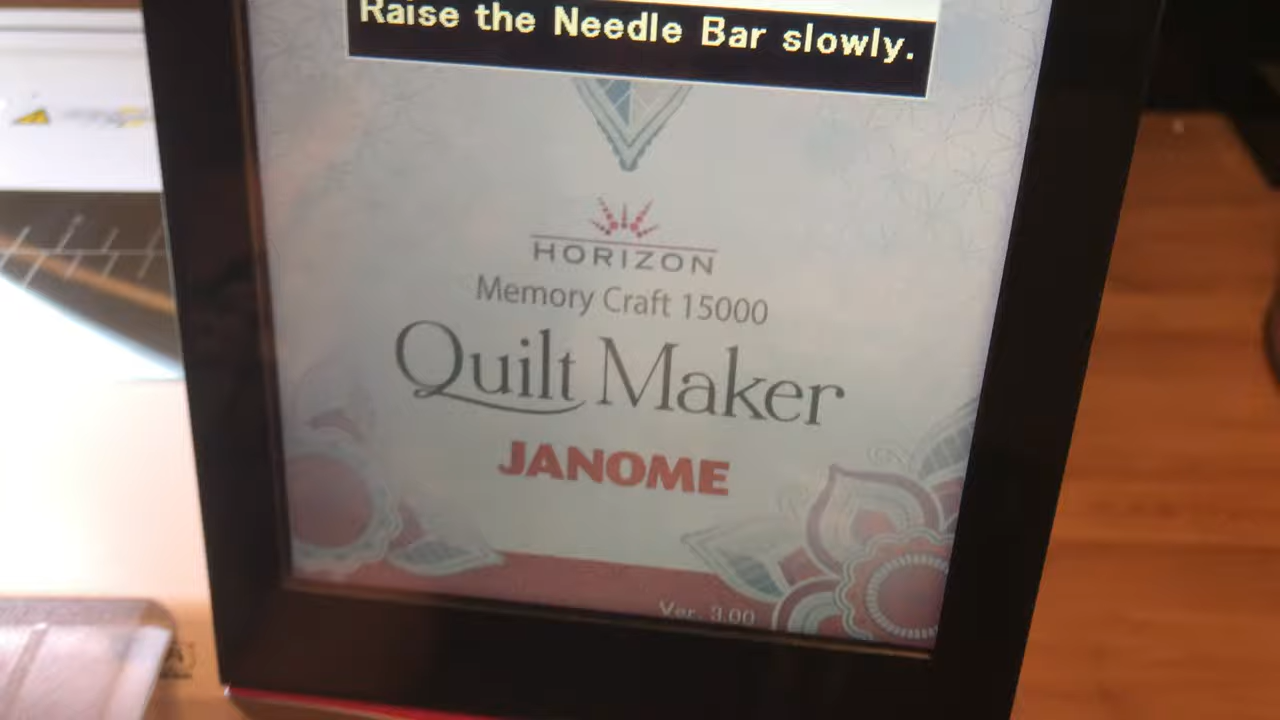 Raise the Needle Bar slowly.
HORIZON
Memory Craft 15000
Quilt Maker
JANOME
Ver. 3.00